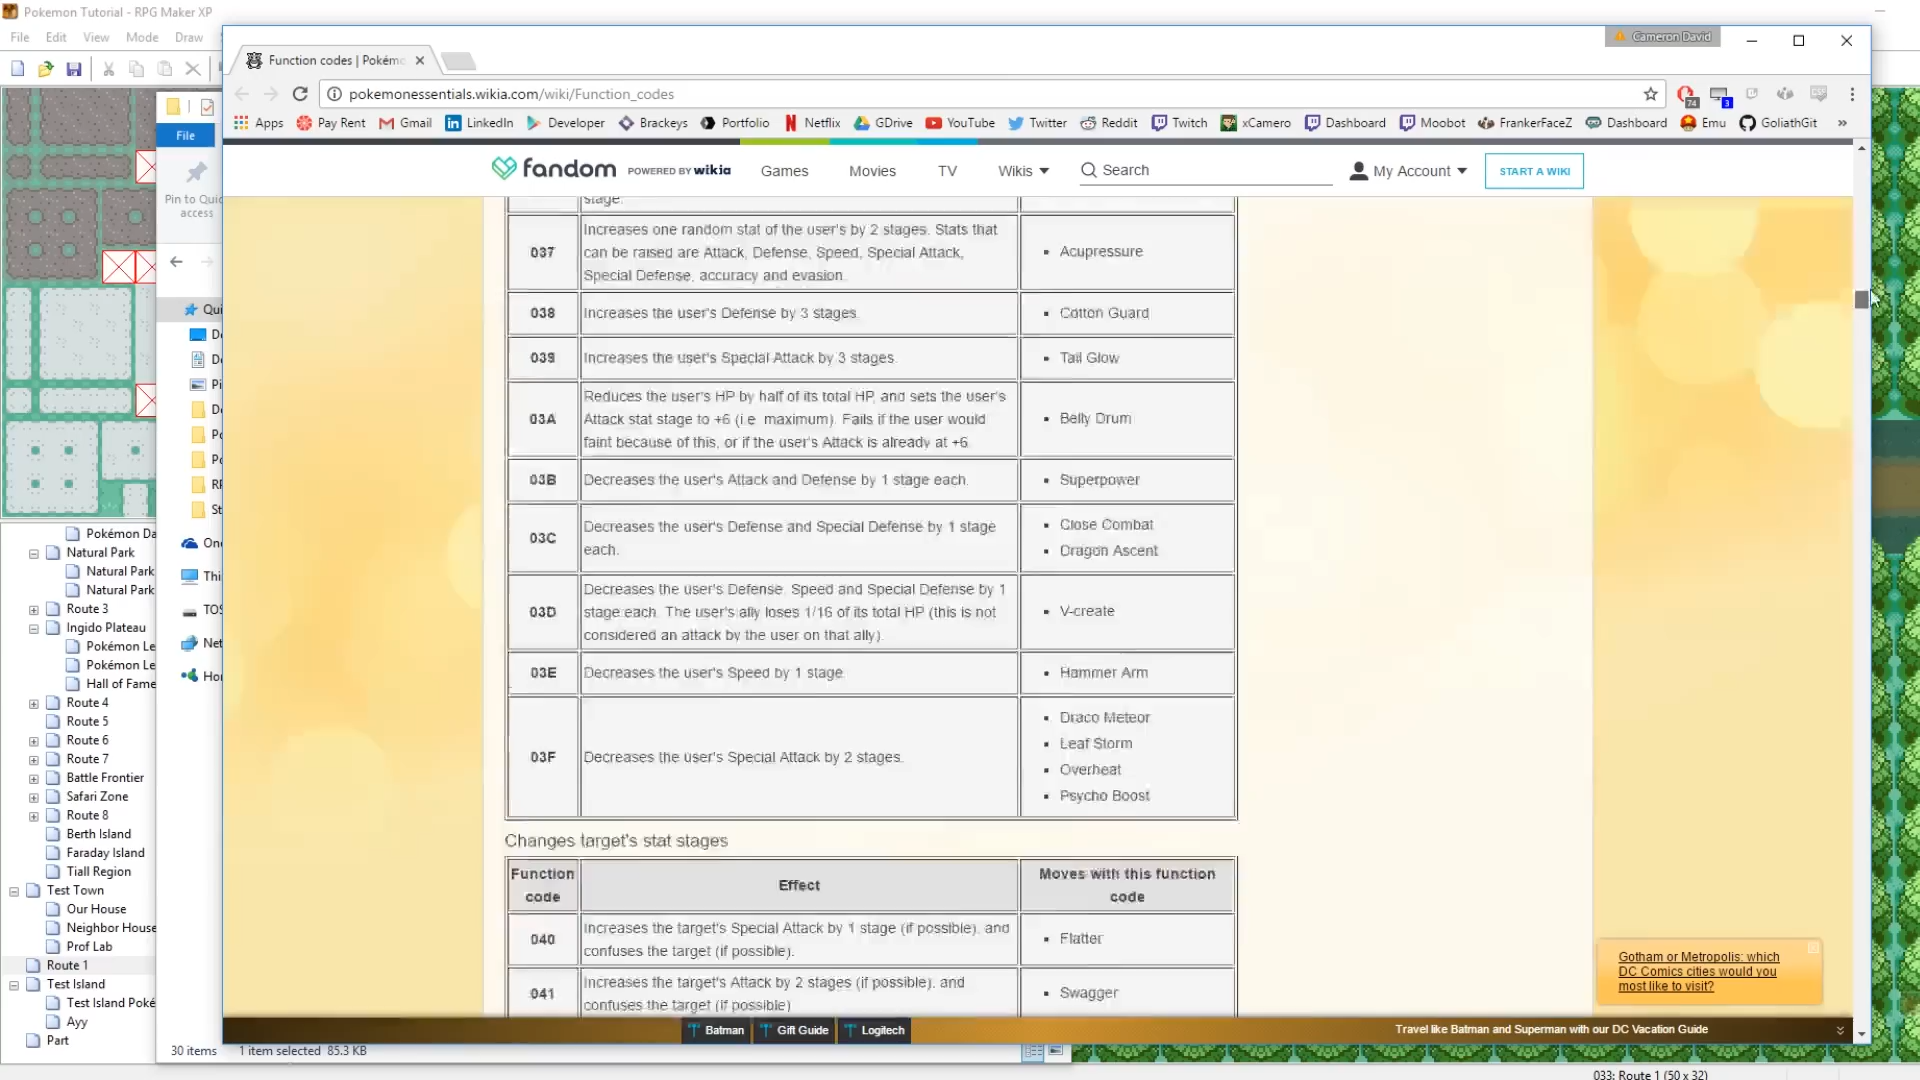 Pokemon Tutorial - RPG Maker XP
File Edit View Mode Draw
Cameron David
Function codes | Pokémo
pokemonessentials.wikia.com/wiki/Function_codes
Apps Pay Rent Gmail LinkedIn Developer Brackeys Portfolio Netflix GDrive YouTube Twitter Reddit Twitch xCamero Dashboard Moobot FrankerFaceZ Dashboard Emu GoliathGit »
74
3
File
Pin to Quic
access
fandom POWERED BY wikia Games Movies TV Wikis Search My Account START A WIKI
stage.
037 Increases one random stat of the user's by 2 stages. Stats that
can be raised are Attack, Defense, Speed, Special Attack,
Special Defense, accuracy and evasion.
Acupressure
038 Increases the user's Defense by 3 stages. Cotton Guard
039 Increases the user's Special Attack by 3 stages. Tail Glow
03A Reduces the user's HP by half of its total HP, and sets the user's
Attack stat stage to +6 (i.e. maximum). Fails if the user would
faint because of this, or if the user's Attack is already at +6.
Belly Drum
03B Decreases the user's Attack and Defense by 1 stage each. Superpower
03C Decreases the user's Defense and Special Defense by 1 stage
each.
Close Combat
Dragon Ascent
03D Decreases the user's Defense, Speed and Special Defense by 1
stage each. The user's ally loses 1/16 of its total HP (this is not
considered an attack by the user on that ally).
V-create
03E Decreases the user's Speed by 1 stage. Hammer Arm
03F Decreases the user's Special Attack by 2 stages.
Draco Meteor
Leaf Storm
Overheat
Psycho Boost
Changes target's stat stages
Function
code
Effect
Moves with this function
code
040 Increases the target's Special Attack by 1 stage (if possible), and
confuses the target (if possible).
Flatter
041 Increases the target's Attack by 2 stages (if possible), and
confuses the target (if possible)
Swagger
Gotham or Metropolis: which
DC Comics cities would you
most like to visit?
Batman Gift Guide Logitech
Travel like Batman and Superman with our DC Vacation Guide
Qui
De
Do
Pi
De
Po
Po
RP
St
One
Thi
TOS
Net
Hor
Pokémon Da
Natural Park
Natural Park
Natural Park
Route 3
Ingido Plateau
Pokémon Le
Pokémon Le
Hall of Fame
Route 4
Route 5
Route 6
Route 7
Battle Frontier
Safari Zone
Route 8
Berth Island
Faraday Island
Tiall Region
Test Town
Our House
Neighbor House
Prof Lab
Route 1
Test Island
Test Island Poké
Ayy
Part
30 items 1 item selected 85.3 KB
033: Route 1 (50 x 32)